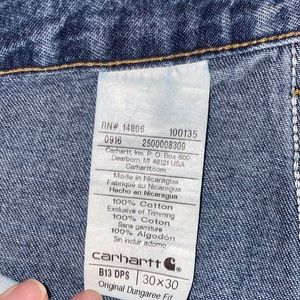 RN# 14806 100135
0916 2500008309
Carhartt, Inc. P.O. Box 600
Dearborn, MI 48121 USA
Carhartt.com
Made in Nicaragua
Fabriqué au Nicaragua
Hecho en Nicaragua
100% Cotton
Exclusive of Trimming
100% Coton
Sans garniture
100% Algodón
Sin incluir adorno
carhartt
B13 DPS 30×30
Original Dungaree Fit